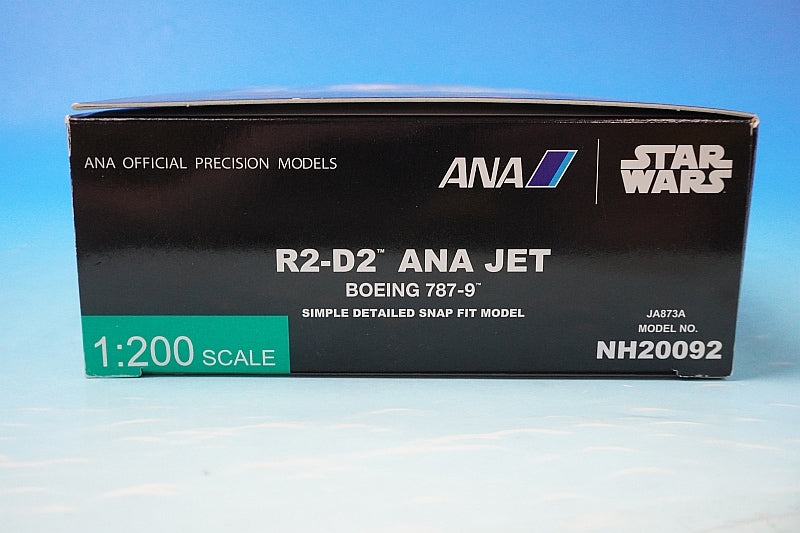 ANA OFFICIAL PRECISION MODELS
ANA
STAR
WARS
R2-D2™ ANA JET
BOEING 787-9™
SIMPLE DETAILED SNAP FIT MODEL
JA873A
MODEL NO.
NH20092
1:200 SCALE